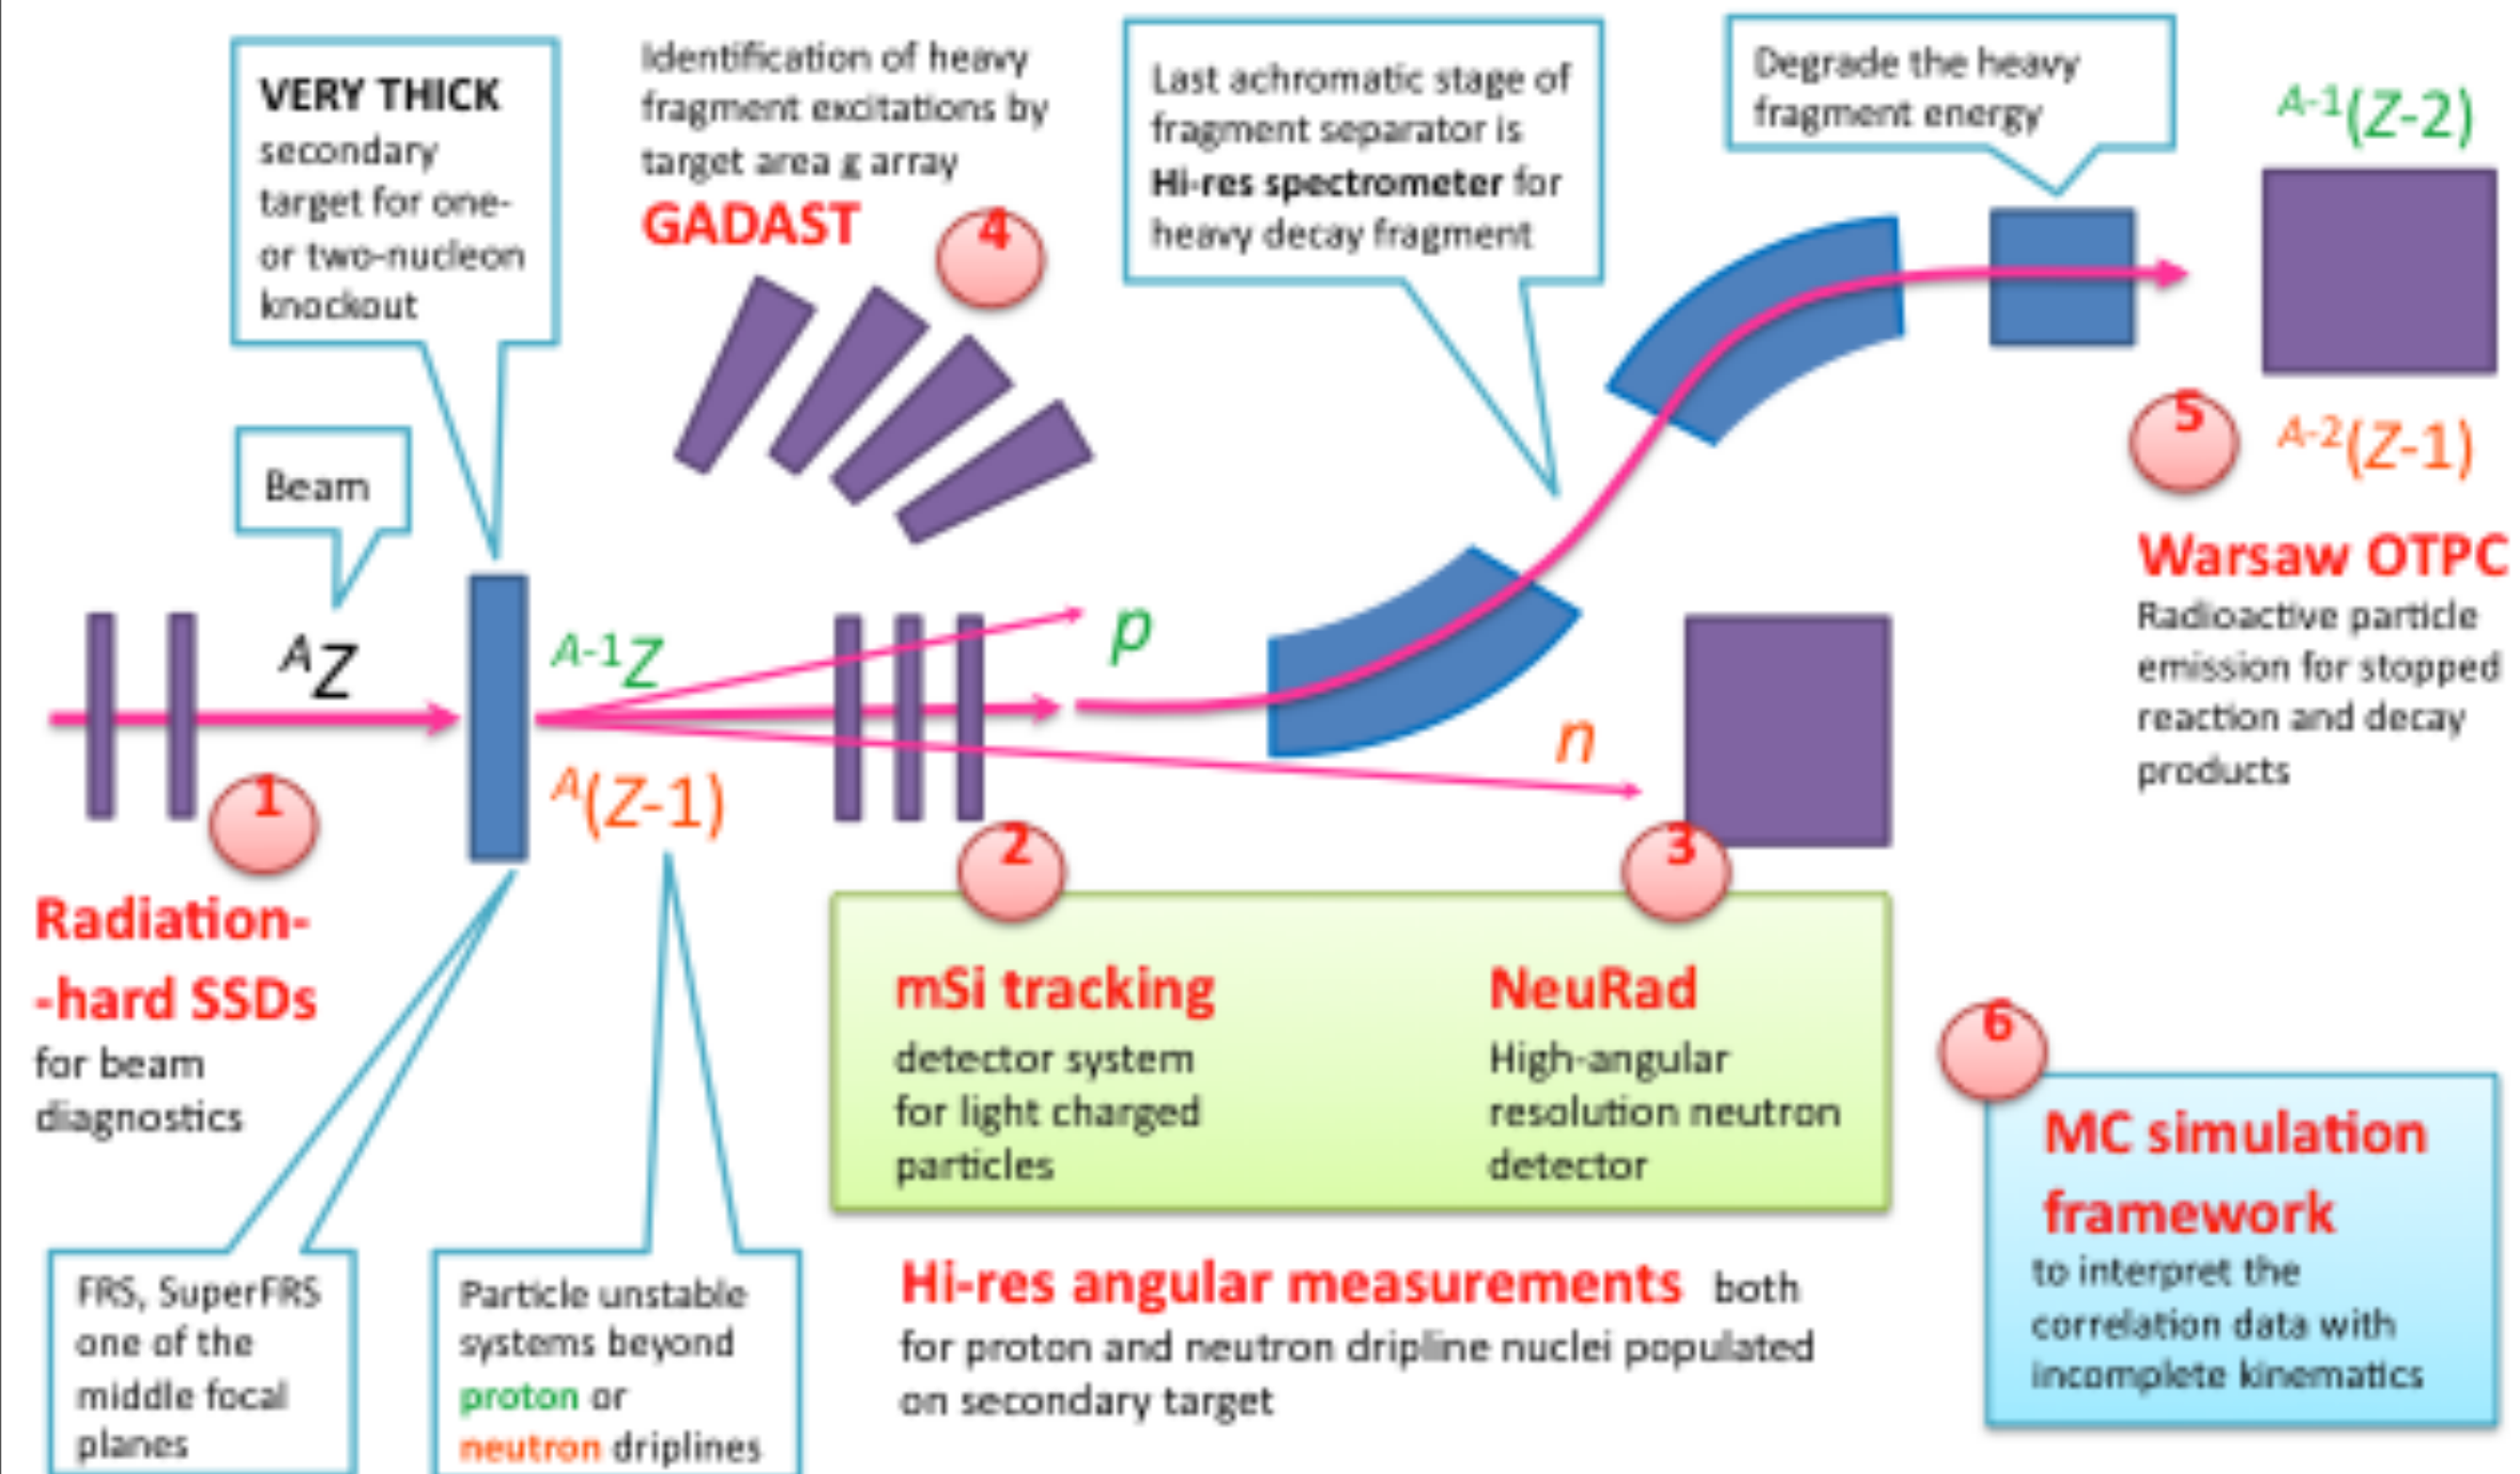 VERY THICK
secondary
target for one-
or two-nucleon
knockout
Identification of heavy
fragment excitations by
target area g array
GADAST
4
Last achromatic stage of
fragment separator is
Hi-res spectrometer for
heavy decay fragment
Degrade the heavy
fragment energy
A-1(Z-2)
5
A-2(Z-1)
Warsaw OTPC
Radioactive particle
emission for stopped
reaction and decay
products
Beam
AZ
A-1Z
A(Z-1)
p
n
1
Radiation-
-hard SSDs
for beam
diagnostics
2
mSi tracking
detector system
for light charged
particles
3
NeuRad
High-angular
resolution neutron
detector
Hi-res angular measurements both
for proton and neutron dripline nuclei populated
on secondary target
6
MC simulation
framework
to interpret the
correlation data with
incomplete kinematics
FRS, SuperFRS
one of the
middle focal
planes
Particle unstable
systems beyond
proton or
neutron driplines